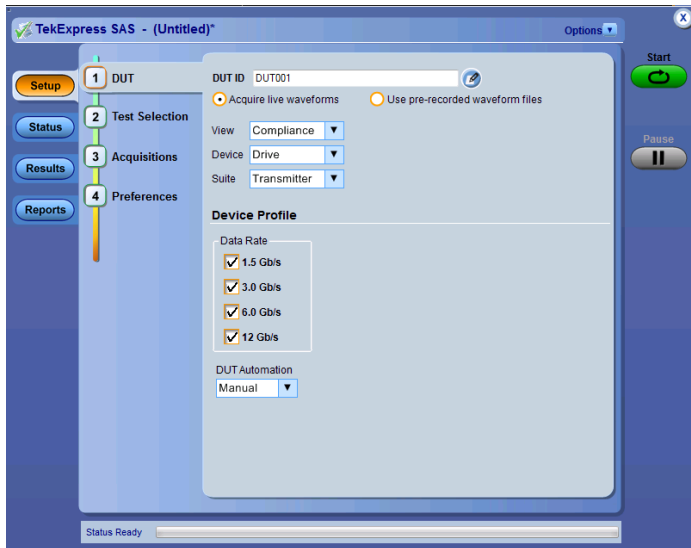 TekExpress SAS - (Untitled)*
Options
x
Start
Pause
Setup
Status
Results
Reports
1 DUT
2 Test Selection
3 Acquisitions
4 Preferences
DUT ID DUT001
Acquire live waveforms Use pre-recorded waveform files
View Compliance
Device Drive
Suite Transmitter
Device Profile
Data Rate
1.5 Gb/s
3.0 Gb/s
6.0 Gb/s
12 Gb/s
DUT Automation
Manual
Status Ready